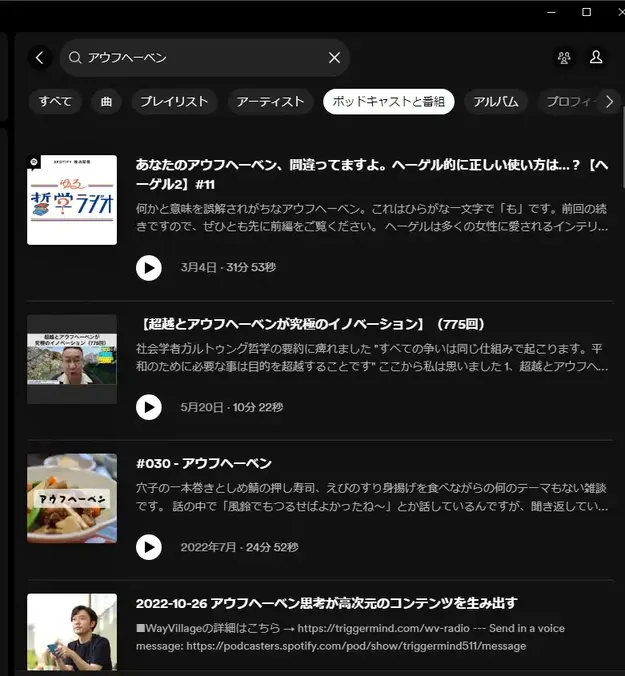 アウフヘーベン
すべて
曲
プレイリスト
アーティスト
ポッドキャストと番組
アルバム
プロフィー
あなたのアウフヘーベン、間違ってますよ。ヘーゲル的に正しい使い方は...？【ヘ
ーゲル2】#11
何かと意味を誤解されがちなアウフヘーベン。これはひらがな一文字で「も」です。前回の続
きですので、ぜひとも先に前編をご覧ください。 ヘーゲルは多くの女性に愛されるインテリ...
3月4日 · 31分 53秒
ゆる
哲学ラジオ
【超越とアウフヘーベンが究極のイノベーション】（775回）
社会学者ガルトゥング哲学の要約に痺れました "すべての争いは同じ仕組みで起こります。平
和のために必要な事は目的を超越することです" ここから私は思いました 1、超越とアウフヘ...
5月20日 · 10分 22秒
超越とアウフヘーベンが
究極のイノベーション（775回）
#030 - アウフヘーベン
穴子の一本巻きとしめ鯖の押し寿司、えびのすり身揚げを食べながらの何のテーマもない雑談
です。 話の中で「風鈴でもつるせばよかったね～」とか話しているんですが、聞き返してい...
2022年7月 · 24分 52秒
アウフヘーベン
2022-10-26 アウフヘーベン思考が高次元のコンテンツを生み出す
■WayVillageの詳細はこちら → https://triggermind.com/wv-radio --- Send in a voice
message: https://podcasters.spotify.com/pod/show/triggermind511/message